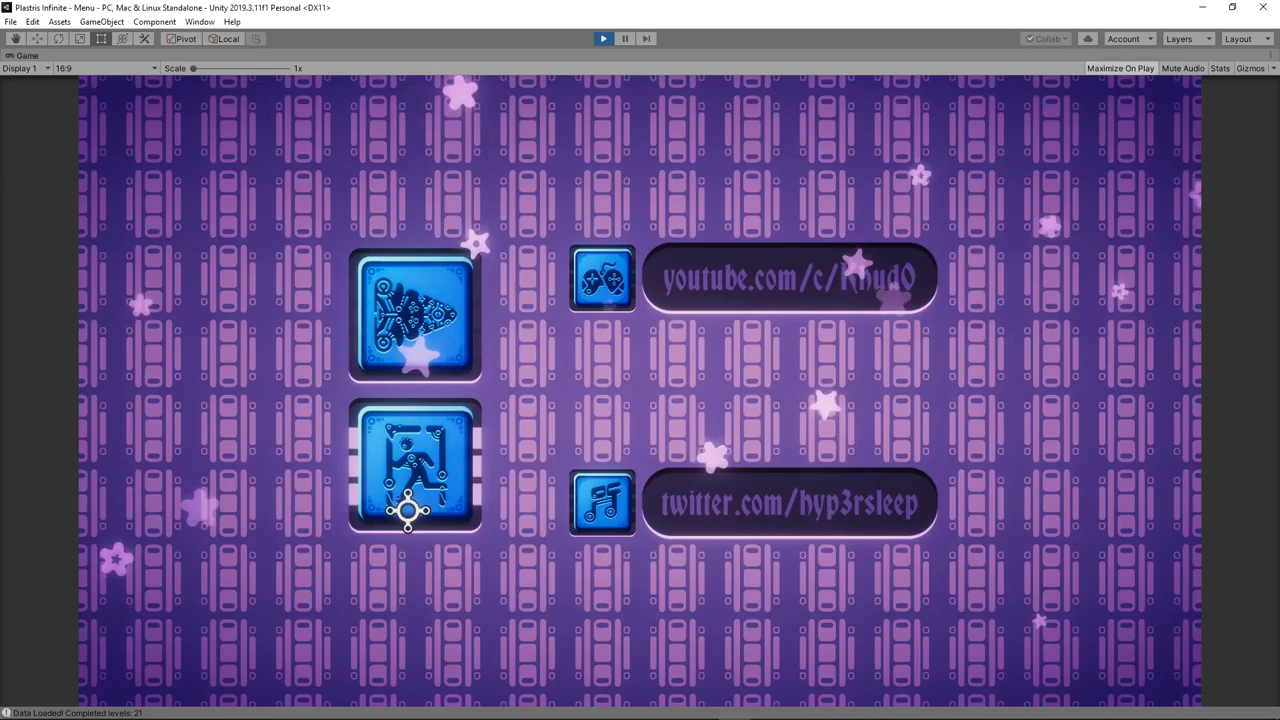 Plastris Infinite - Menu - PC, Mac & Linux Standalone - Unity 2019.3.11f1 Personal <DX11>
File Edit Assets GameObject Component Window Help
Pivot Local Collab Account Layers Layout
Game
Display 1 16:9 Scale 1x Maximize On Play Mute Audio Stats Gizmos
youtube.com/c/
twitter.com/hyp3rsleep
Data Loaded! Completed levels: 21